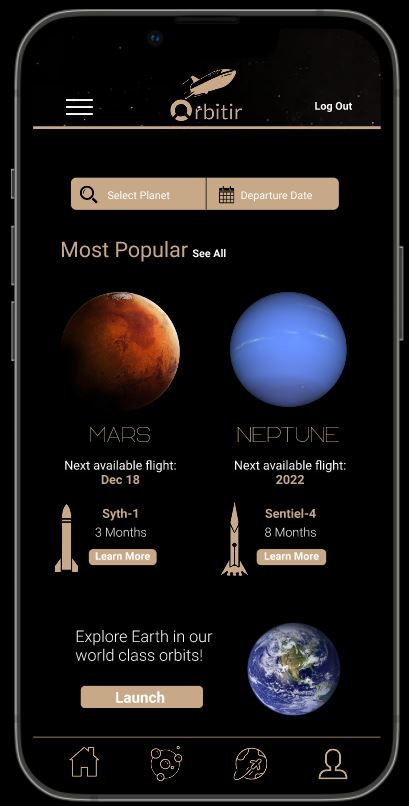 Orbitir
Log Out
Select Planet
Departure Date
Most Popular See All
MARS
NEPTUNE
Next available flight:
Dec 18
Next available flight:
2022
Syth-1
3 Months
Learn More
Sentiel-4
8 Months
Learn More
Explore Earth in our
world class orbits!
Launch